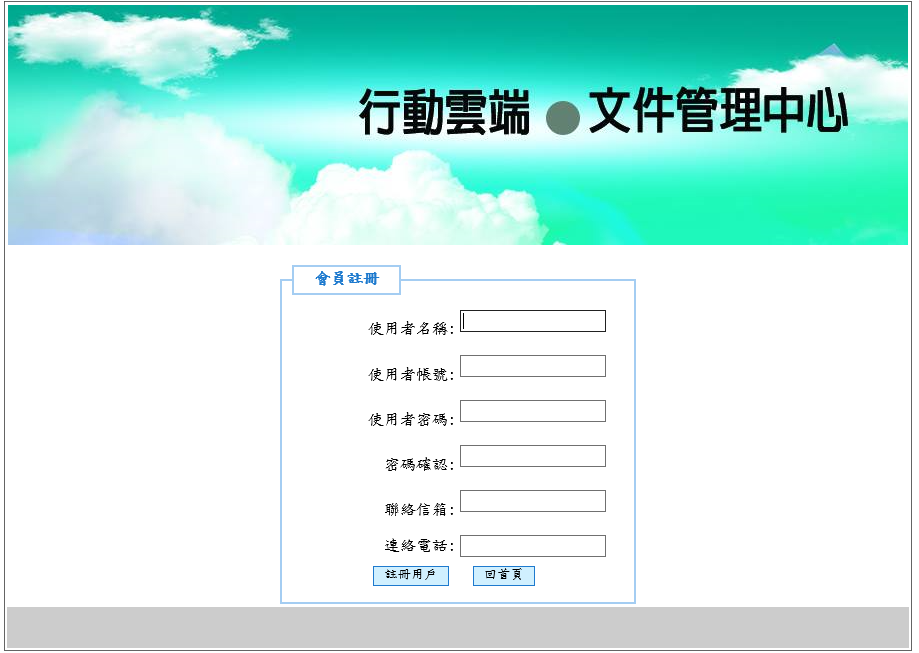 行動雲端●文件管理中心
會員註冊
使用者名稱:
使用者帳號:
使用者密碼:
密碼確認:
聯絡信箱:
連絡電話:
註冊用戶 回首頁